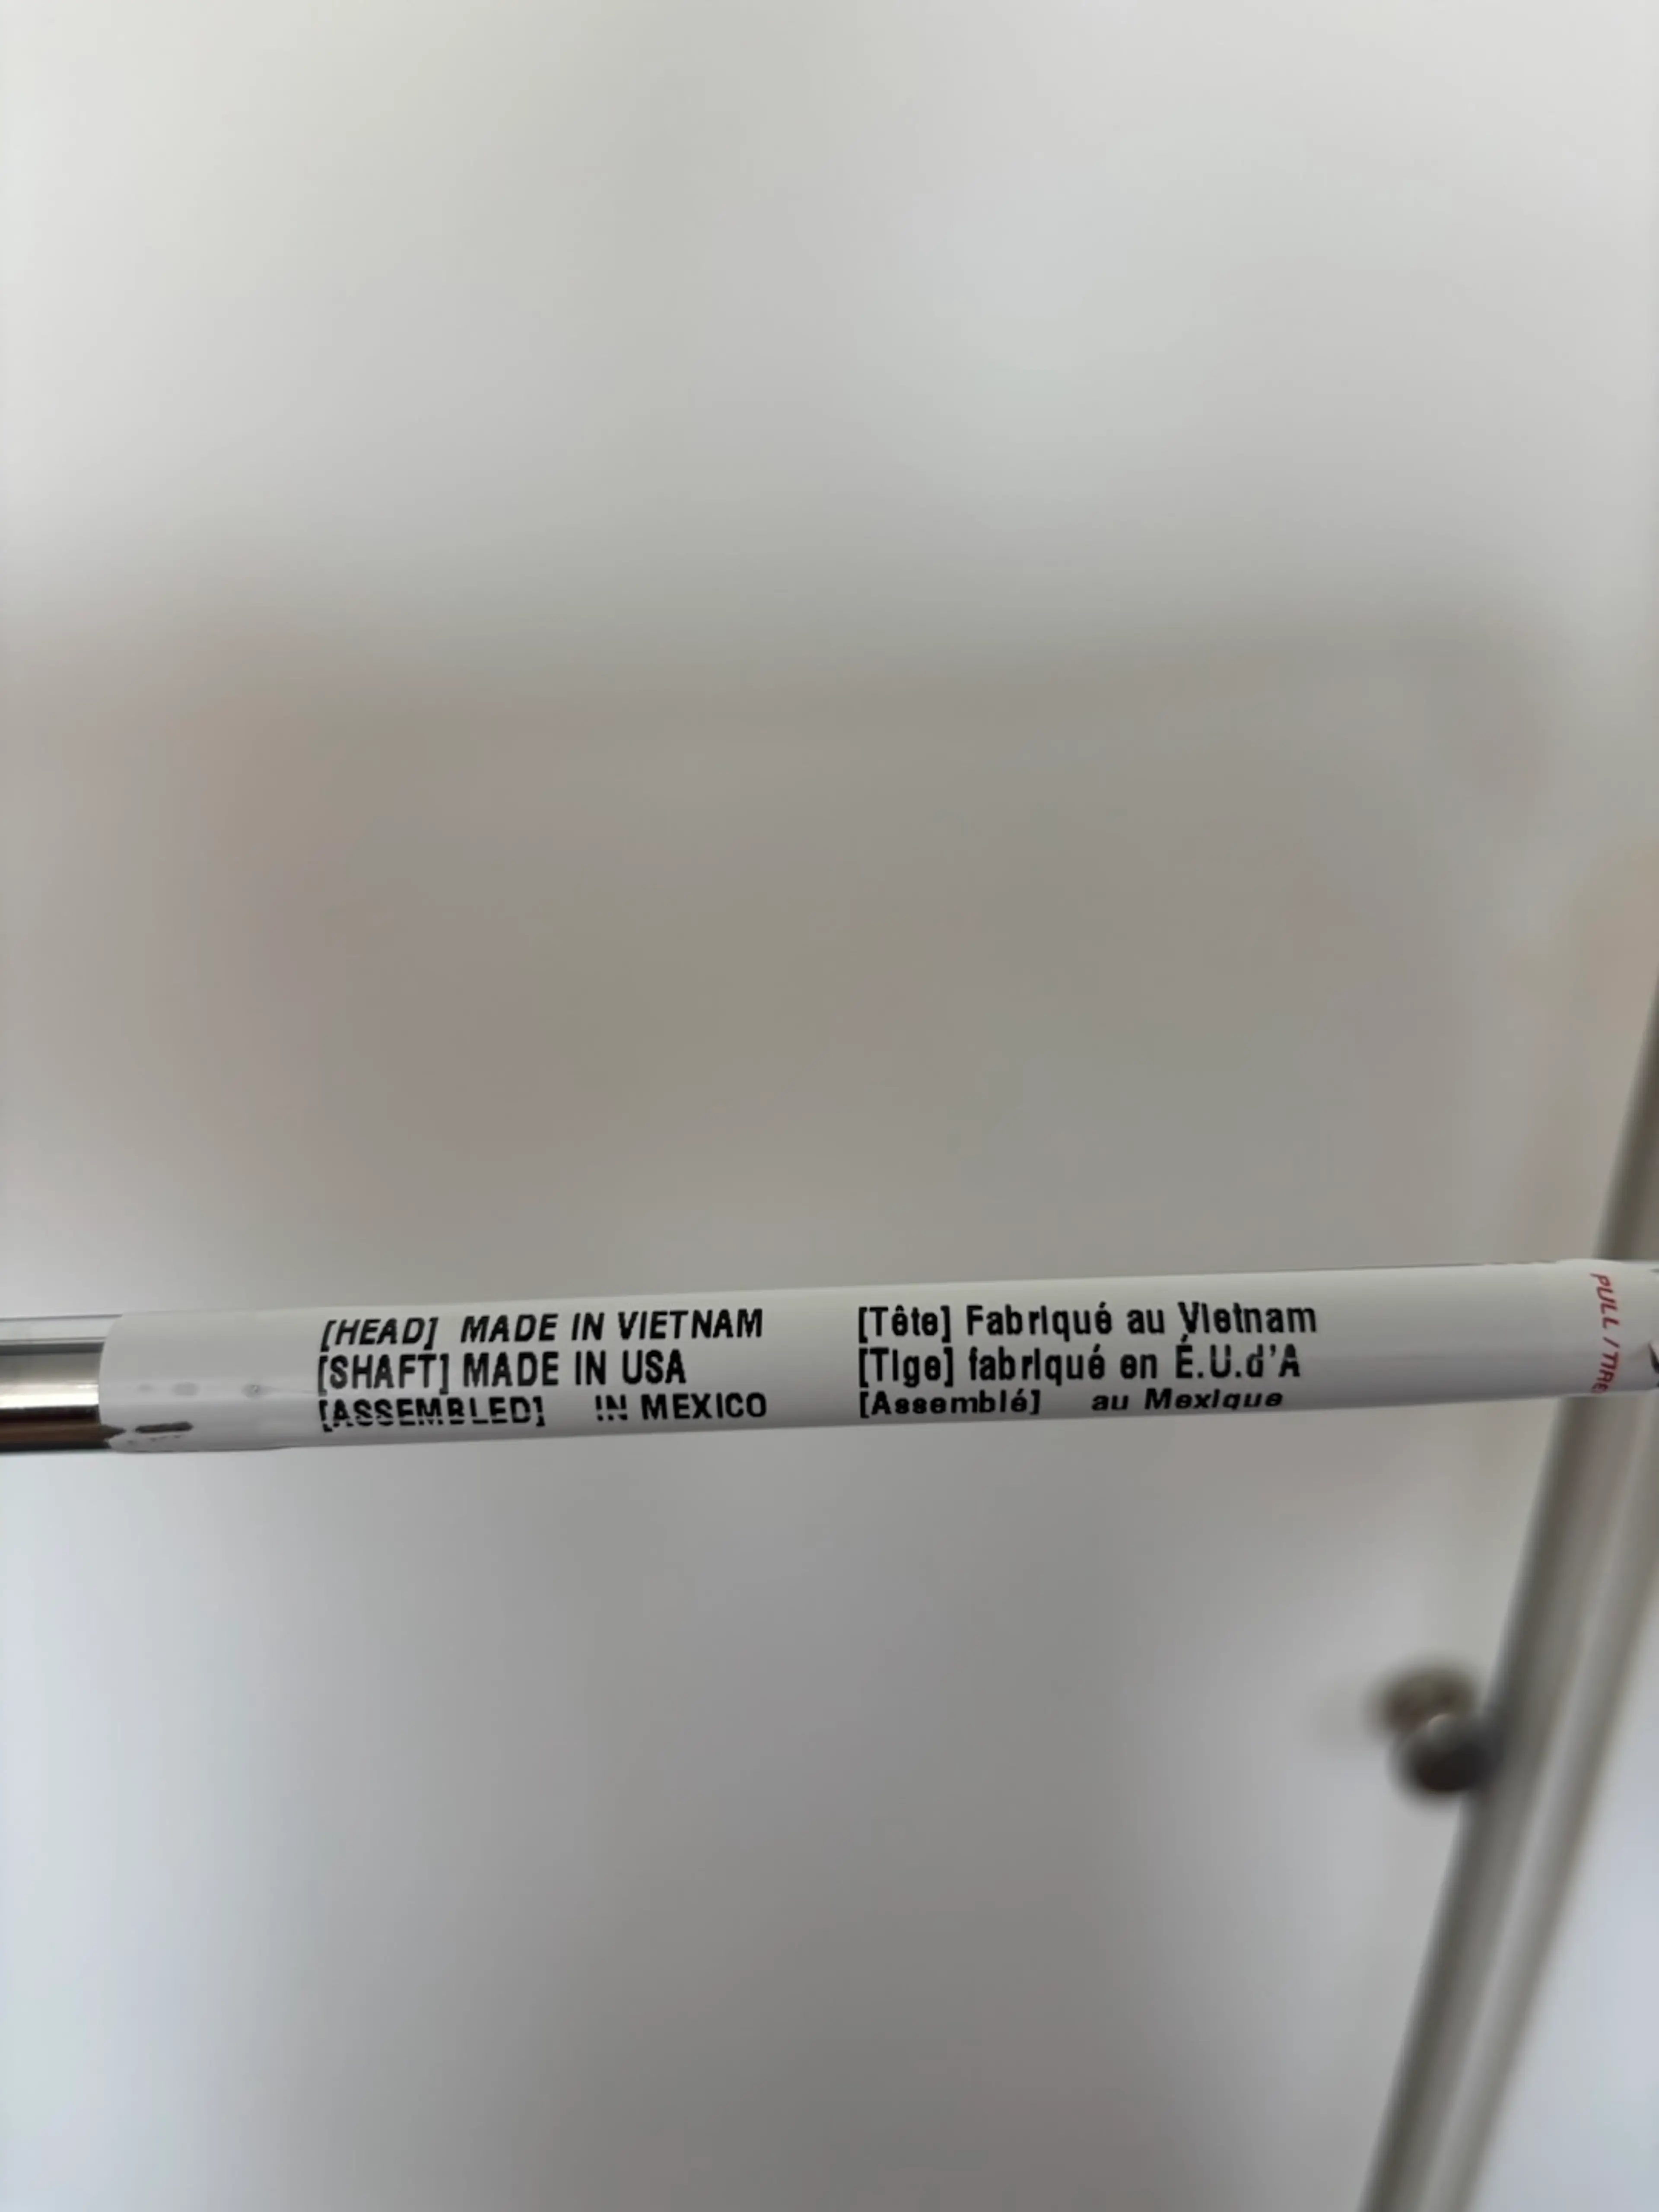 [HEAD] MADE IN VIETNAM
[SHAFT] MADE IN USA
[ASSEMBLED] IN MEXICO
[Tête] Fabriqué au Vietnam
[Tige] fabriqué en É.U.d'A
[Assemblé] au Mexique
PULL / TIRE